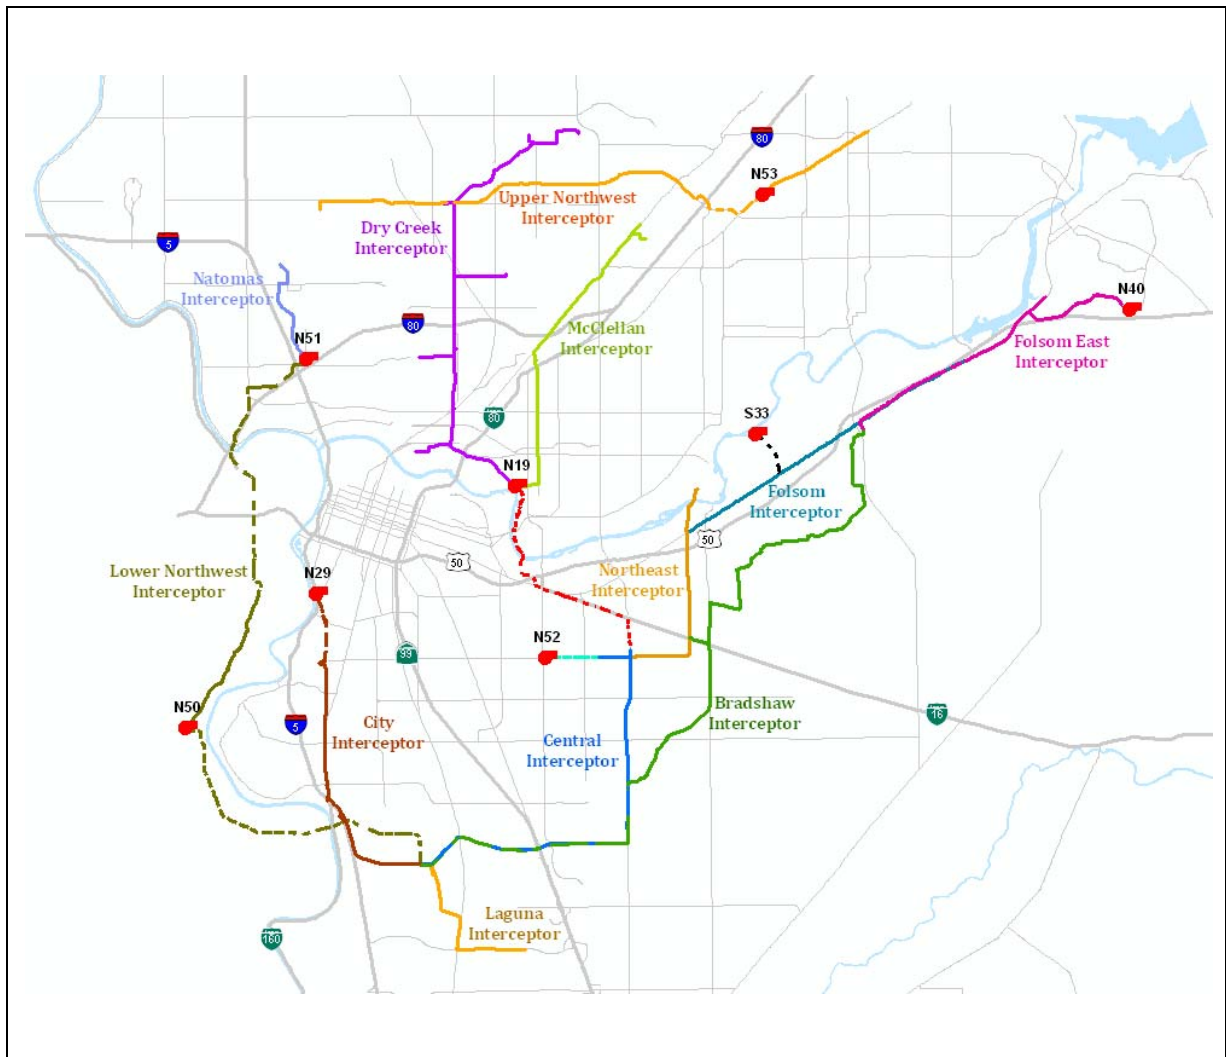 80
N53
Upper Northwest
Interceptor
Dry Creek
Interceptor
5
Natomas
Interceptor
N40
N51
80
McClellan
Interceptor
Folsom East
Interceptor
80
S33
N19
Folsom
Interceptor
50
50
Lower Northwest
Interceptor
N29
Northeast
Interceptor
N52
99
N50
5
City
Interceptor
Central
Interceptor
Bradshaw
Interceptor
16
Laguna
Interceptor
160